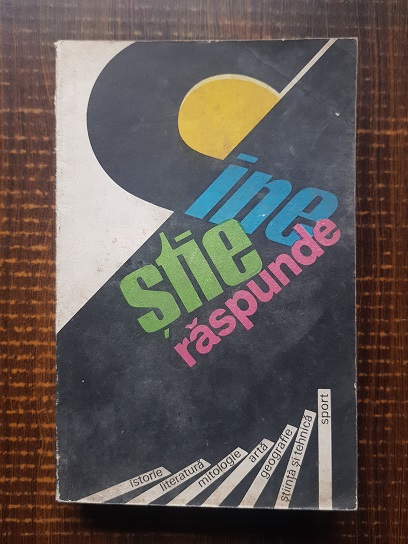 Cine
știe
răspunde
istorie
literatură
mitologie
artă
geografie
știință și tehnică
sport